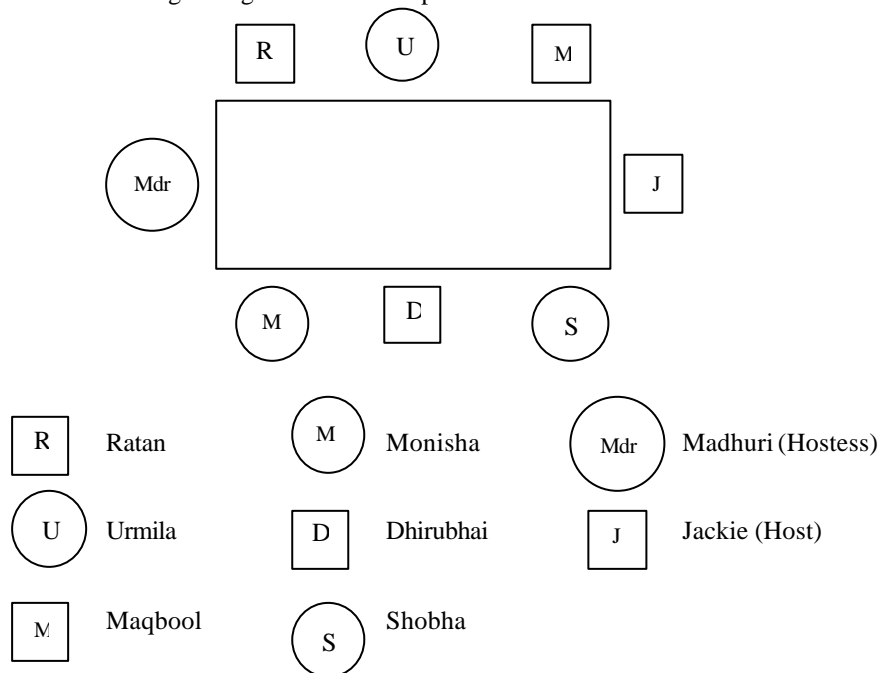 R U M
Mdr J
M D S
R Ratan M Monisha Mdr Madhuri (Hostess)
U Urmila D Dhirubhai J Jackie (Host)
M Maqbool S Shobha